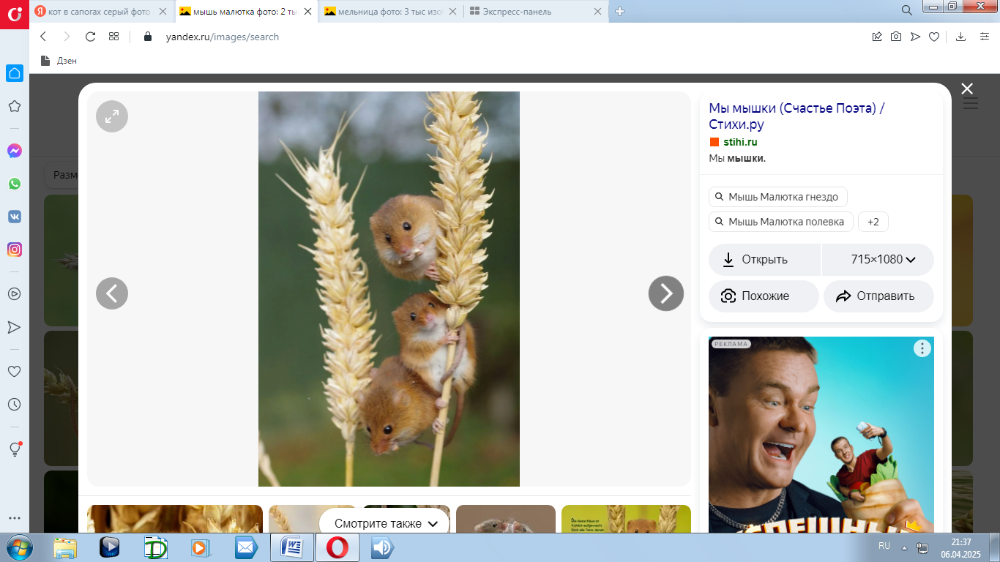 кот в сапогах серый фото
мышь малютка фото: 2 ты
мельница фото: 3 тыс изо
Экспресс-панель
yandex.ru/images/search
Дзен
Разме
Мы мышки (Счастье Поэта) /
Стихи.ру
stihi.ru
Мы мышки.
Мышь Малютка гнездо
Мышь Малютка полевка
+2
Открыть
715×1080
Похожие
Отправить
РЕКЛАМА
Смотрите также
RU
21:37
06.04.2025